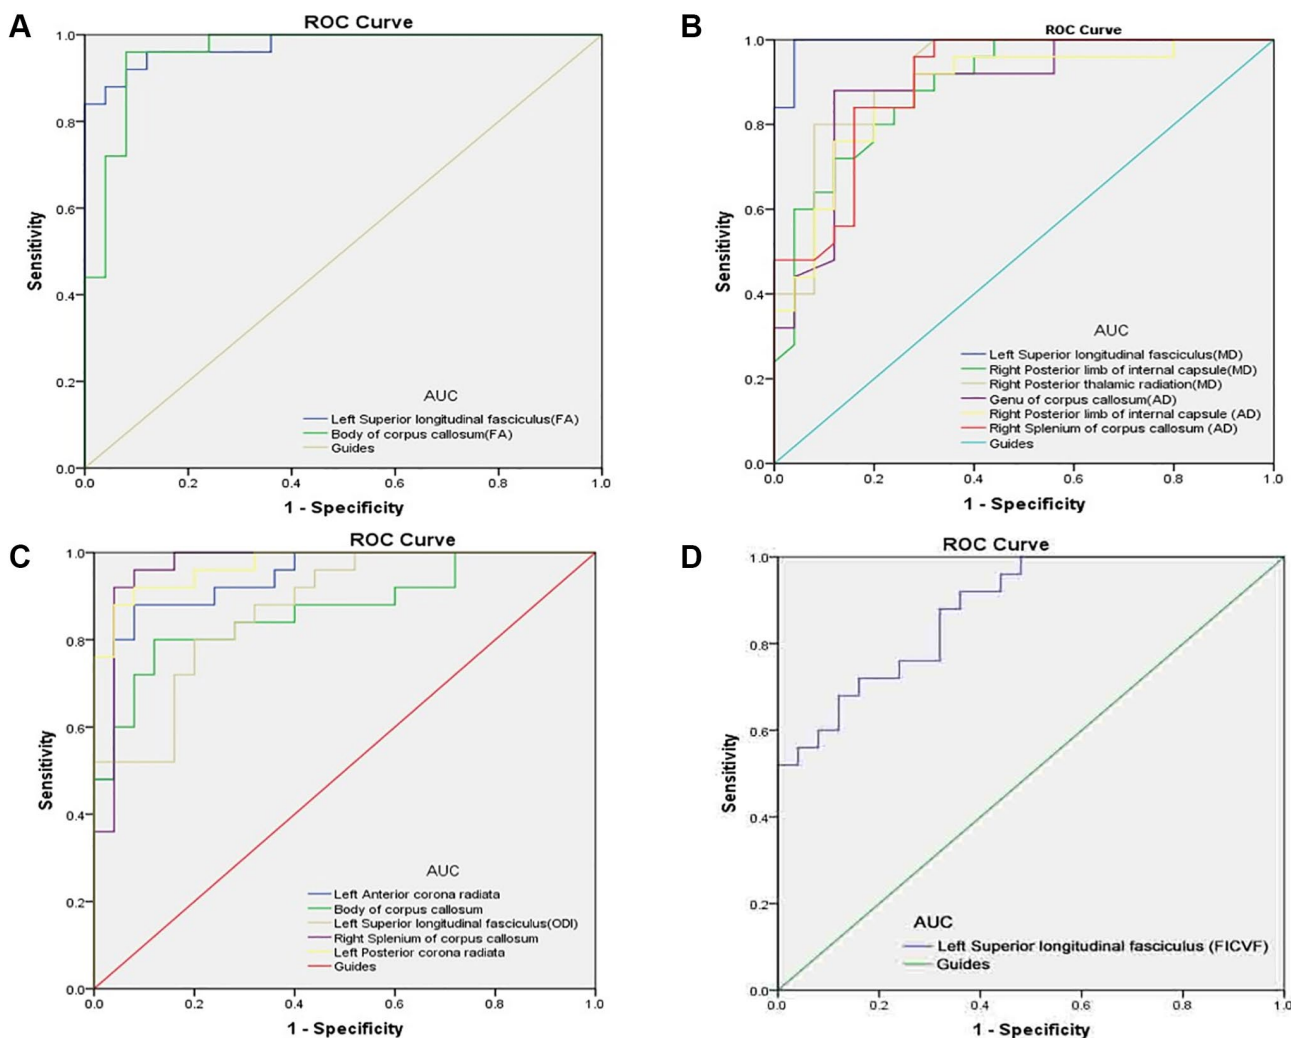 A
ROC Curve
1.0
0.8
0.6
0.4
0.2
0.0
Sensitivity
AUC
Left Superior longitudinal fasciculus(FA)
Body of corpus callosum(FA)
Guides
0.0 0.2 0.4 0.6 0.8 1.0
1 - Specificity
B
ROC Curve
1.0
0.8
0.6
0.4
0.2
0.0
Sensitivity
AUC
Left Superior longitudinal fasciculus(MD)
Right Posterior limb of internal capsule(MD)
Right Posterior thalamic radiation(MD)
Genu of corpus callosum(AD)
Right Posterior limb of internal capsule (AD)
Right Splenium of corpus callosum (AD)
Guides
0.0 0.2 0.4 0.6 0.8 1.0
1 - Specificity
C
ROC Curve
1.0
0.8
0.6
0.4
0.2
0.0
Sensitivity
AUC
Left Anterior corona radiata
Body of corpus callosum
Left Superior longitudinal fasciculus(ODI)
Right Splenium of corpus callosum
Left Posterior corona radiata
Guides
0.0 0.2 0.4 0.6 0.8 1.0
1 - Specificity
D
ROC Curve
1.0
0.8
0.6
0.4
0.2
0.0
Sensitivity
AUC
Left Superior longitudinal fasciculus (FICVF)
Guides
0.0 0.2 0.4 0.6 0.8 1.0
1 - Specificity